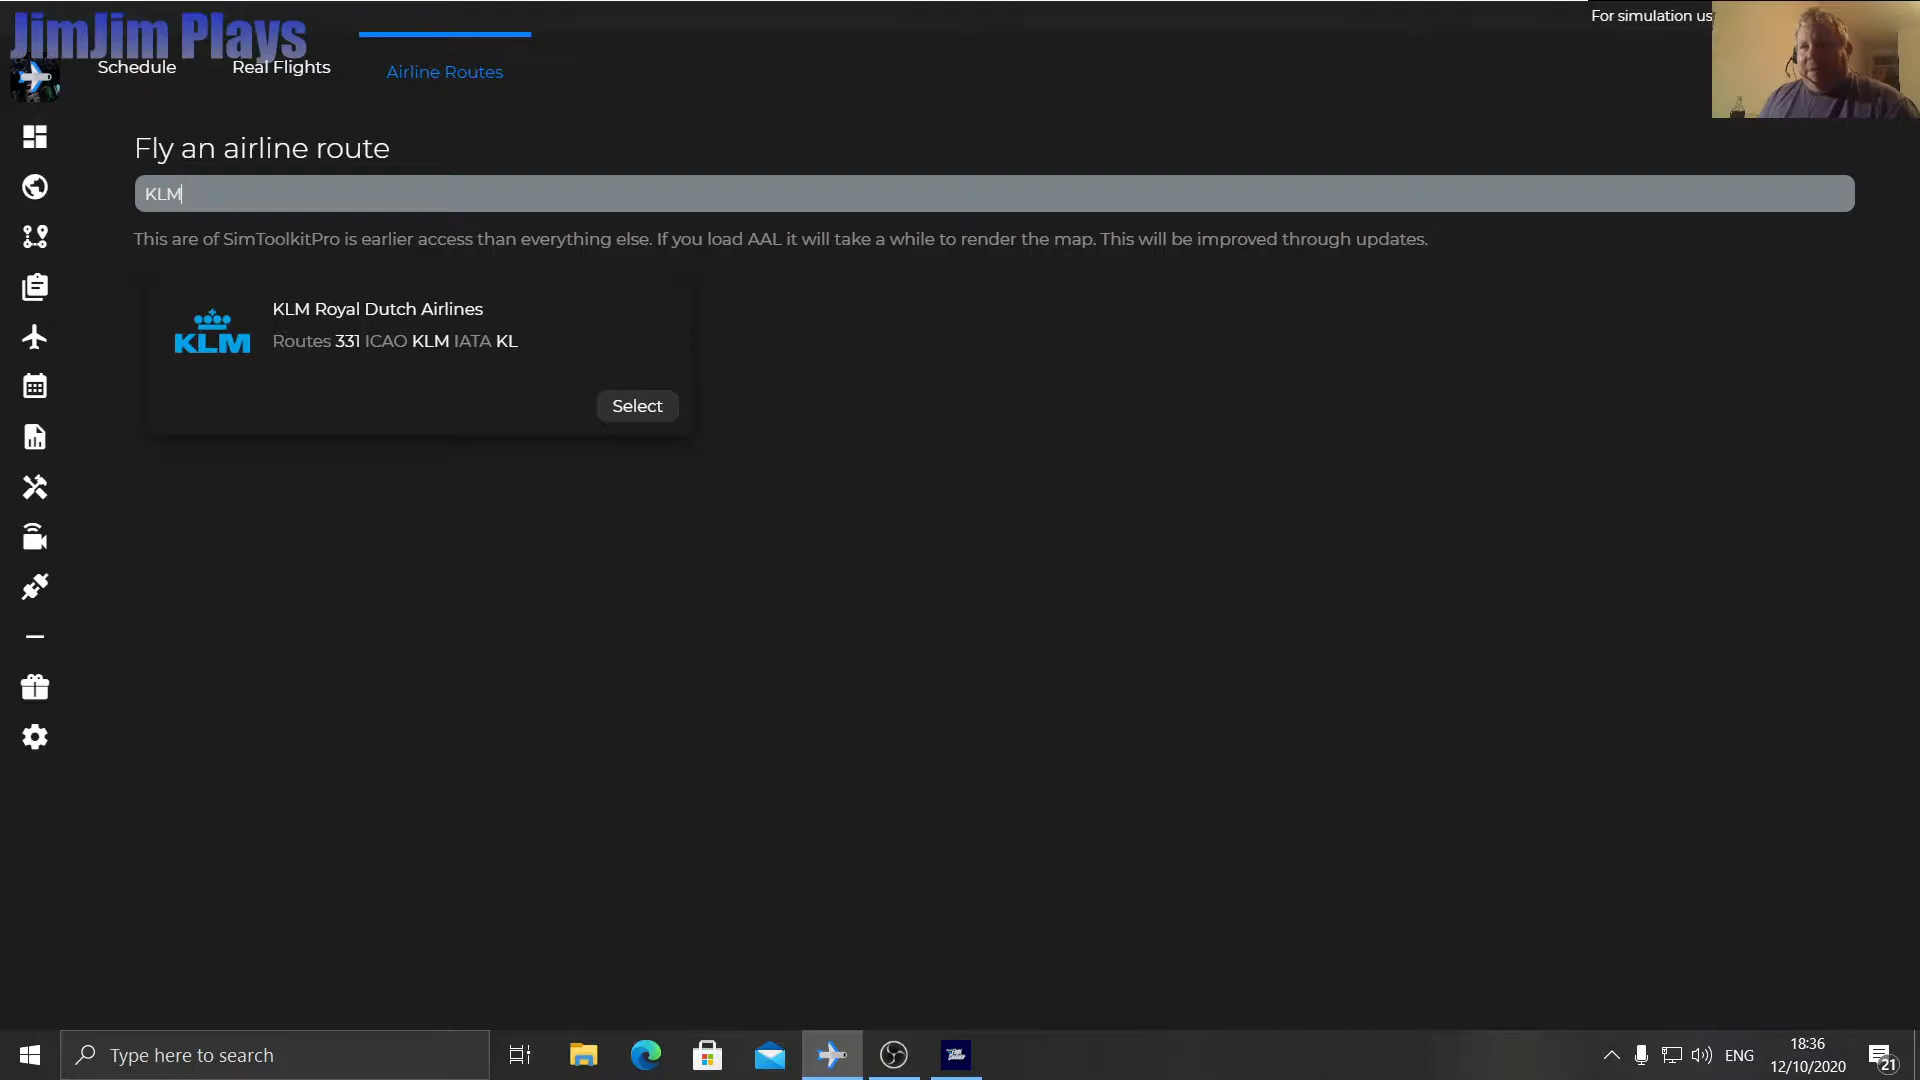 JimJim Plays
For simulation us
Schedule
Real Flights
Airline Routes
Fly an airline route
KLM
This are of SimToolkitPro is earlier access than everything else. If you load AAL it will take a while to render the map. This will be improved through updates.
KLM
KLM Royal Dutch Airlines
Routes 331 ICAO KLM IATA KL
Select
Type here to search
ENG
18:36
12/10/2020
21